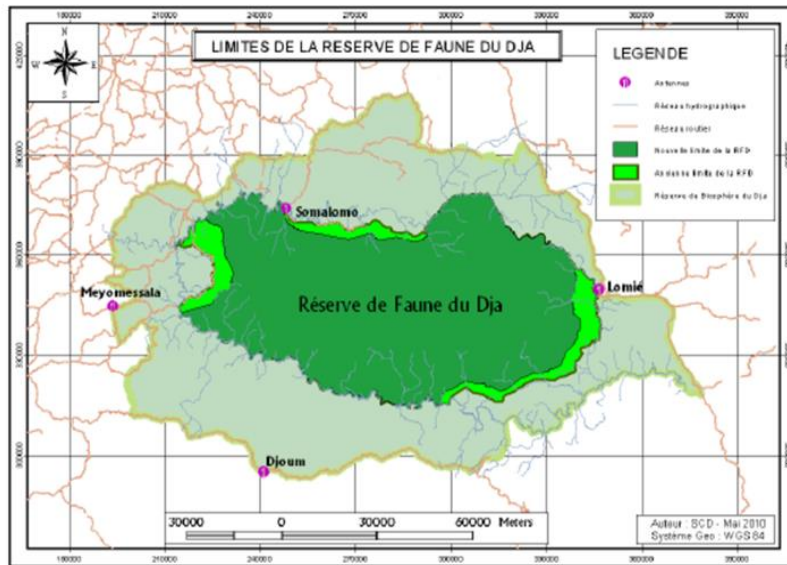 LIMITES DE LA RESERVE DE FAUNE DU DJA
LEGENDE
Antennes
Réseau hydrographique
Réseau routier
Nouvelle limite de la RFD
Ancienne limite de la RFD
Réserve de Biosphère du Dja
N
W
E
S
Somalomo
Meyomessala
Lomié
Réserve de Faune du Dja
Djoum
30000 0 30000 60000 Meters
Auteur : SCD - Mai 2010
Système Geo : WGS 84